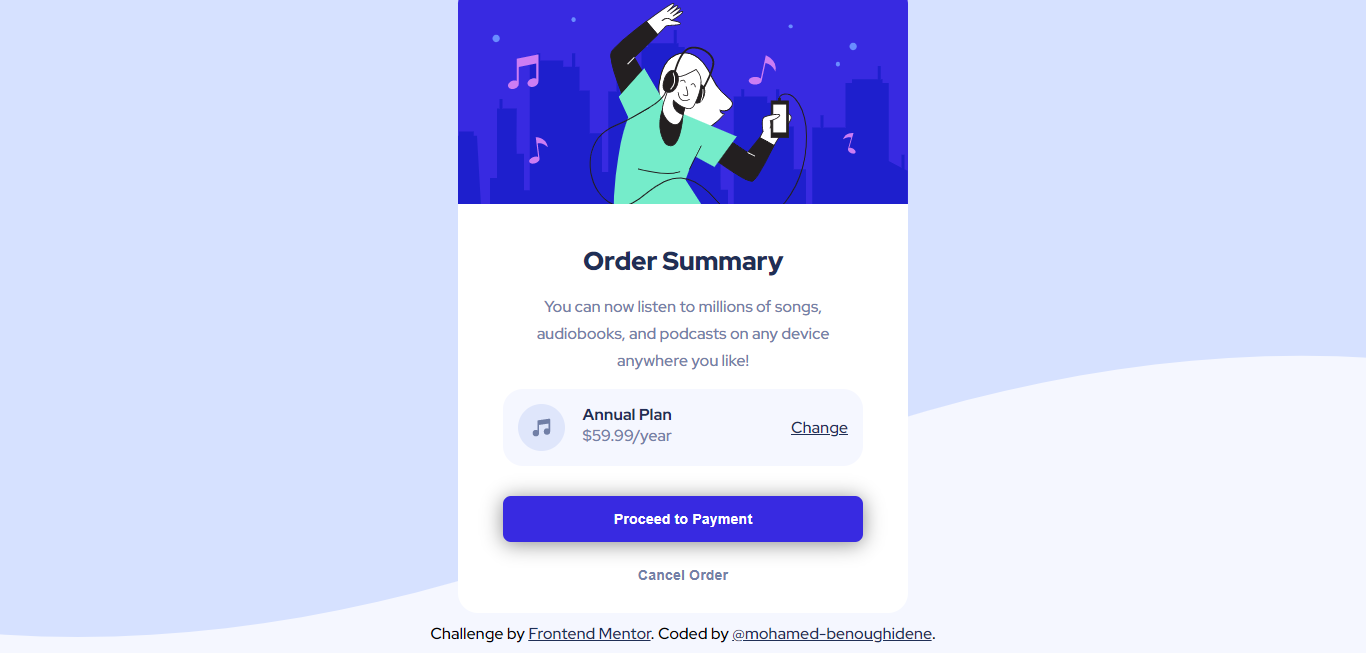 Order Summary
You can now listen to millions of songs,
audiobooks, and podcasts on any device
anywhere you like!
Annual Plan
$59.99/year
Change
Proceed to Payment
Cancel Order
Challenge by Frontend Mentor. Coded by @mohamed-benoughidene.